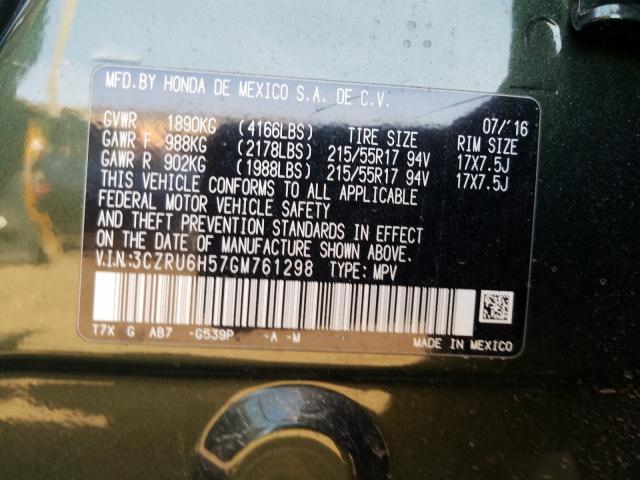 MFD.BY HONDA DE MEXICO S.A. DE C.V.
07/'16
GVWR 1890KG (4166LBS) TIRE SIZE RIM SIZE
GAWR F 988KG (2178LBS) 215/55R17 94V 17X7.5J
GAWR R 902KG (1988LBS) 215/55R17 94V 17X7.5J
THIS VEHICLE CONFORMS TO ALL APPLICABLE
FEDERAL MOTOR VEHICLE SAFETY
AND THEFT PREVENTION STANDARDS IN EFFECT
ON THE DATE OF MANUFACTURE SHOWN ABOVE.
V.I.N:3CZRU6H57GM761298 TYPE: MPV
T7X G AB7 -G539P -A -M
MADE IN MEXICO